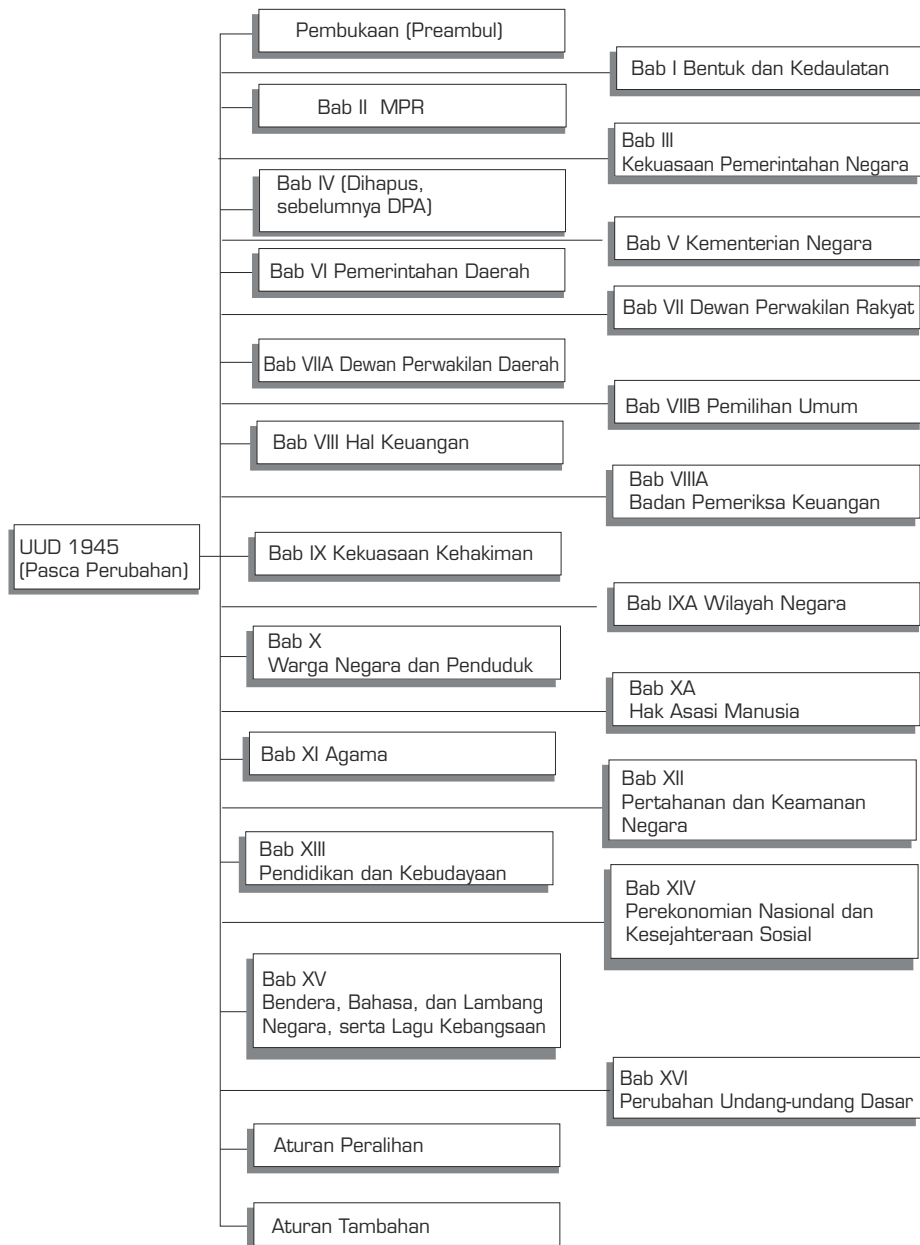 Pembukaan (Preambul)
Bab I Bentuk dan Kedaulatan
Bab II MPR
Bab III
Kekuasaan Pemerintahan Negara
Bab IV (Dihapus,
sebelumnya DPA)
Bab V Kementerian Negara
Bab VI Pemerintahan Daerah
Bab VII Dewan Perwakilan Rakyat
Bab VIIA Dewan Perwakilan Daerah
Bab VIIB Pemilihan Umum
Bab VIII Hal Keuangan
Bab VIIIA
Badan Pemeriksa Keuangan
UUD 1945
(Pasca Perubahan)
Bab IX Kekuasaan Kehakiman
Bab IXA Wilayah Negara
Bab X
Warga Negara dan Penduduk
Bab XA
Hak Asasi Manusia
Bab XI Agama
Bab XII
Pertahanan dan Keamanan
Negara
Bab XIII
Pendidikan dan Kebudayaan
Bab XIV
Perekonomian Nasional dan
Kesejahteraan Sosial
Bab XV
Bendera, Bahasa, dan Lambang
Negara, serta Lagu Kebangsaan
Bab XVI
Perubahan Undang-undang Dasar
Aturan Peralihan
Aturan Tambahan